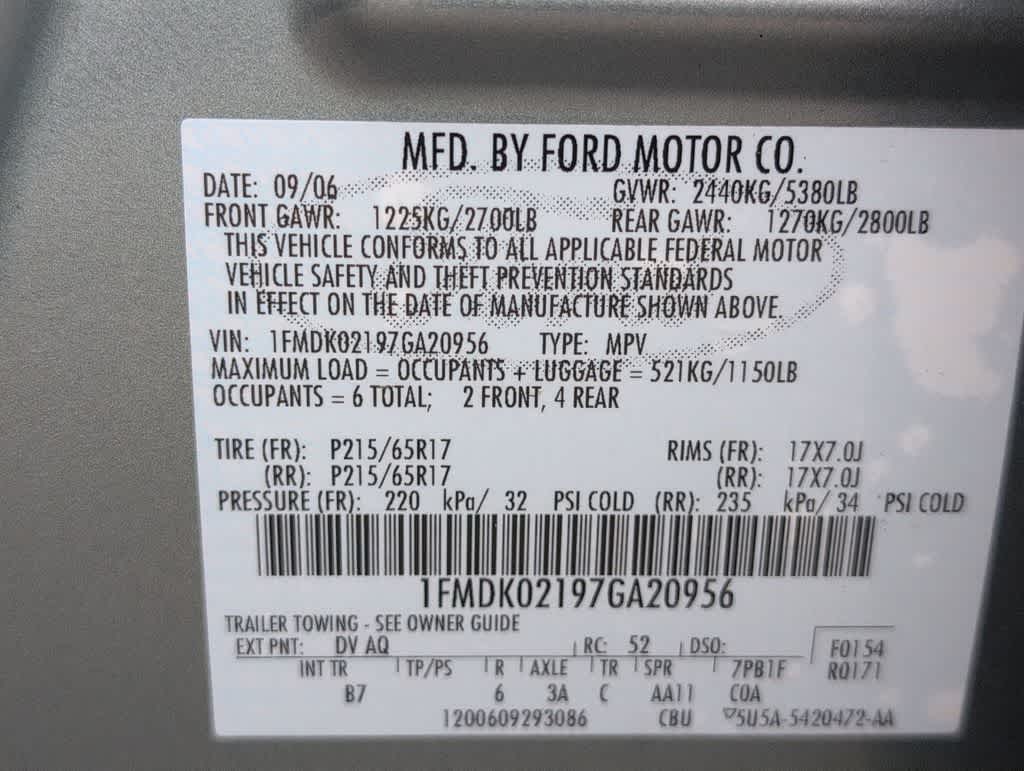 MFD. BY FORD MOTOR CO.
DATE: 09/06 GVWR: 2440KG/5380LB
FRONT GAWR: 1225KG/2700LB REAR GAWR: 1270KG/2800LB
THIS VEHICLE CONFORMS TO ALL APPLICABLE FEDERAL MOTOR
VEHICLE SAFETY AND THEFT PREVENTION STANDARDS
IN EFFECT ON THE DATE OF MANUFACTURE SHOWN ABOVE.
VIN: 1FMDK02197GA20956 TYPE: MPV
MAXIMUM LOAD = OCCUPANTS + LUGGAGE = 521KG/1150LB
OCCUPANTS = 6 TOTAL; 2 FRONT, 4 REAR
TIRE (FR): P215/65R17 RIMS (FR): 17X7.0J
(RR): P215/65R17 (RR): 17X7.0J
PRESSURE (FR): 220 kPa/ 32 PSI COLD (RR): 235 kPa/ 34 PSI COLD
1FMDK02197GA20956
TRAILER TOWING - SEE OWNER GUIDE
EXT PNT: DV AQ RC: 52 DSO: F0154
INT TR TP/PS R AXLE TR SPR 7PB1F R0171
B7 6 3A C AA11 COA
1200609293086 CBU ▽5U5A-5420472-AA